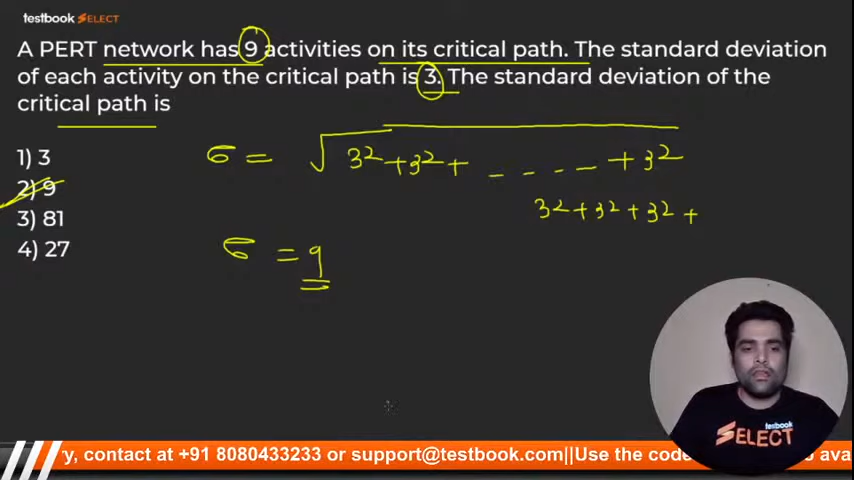 testbook SELECT
A PERT network has 9 activities on its critical path. The standard deviation
of each activity on the critical path is 3. The standard deviation of the
critical path is
1) 3
2) 9
3) 81
4) 27
σ = √3² + 3² + - - - - + 3²
3² + 3² + 3² +
σ = 9
testbook
SELECT
y, contact at +91 8080433233 or support@testbook.com||Use the code to ava